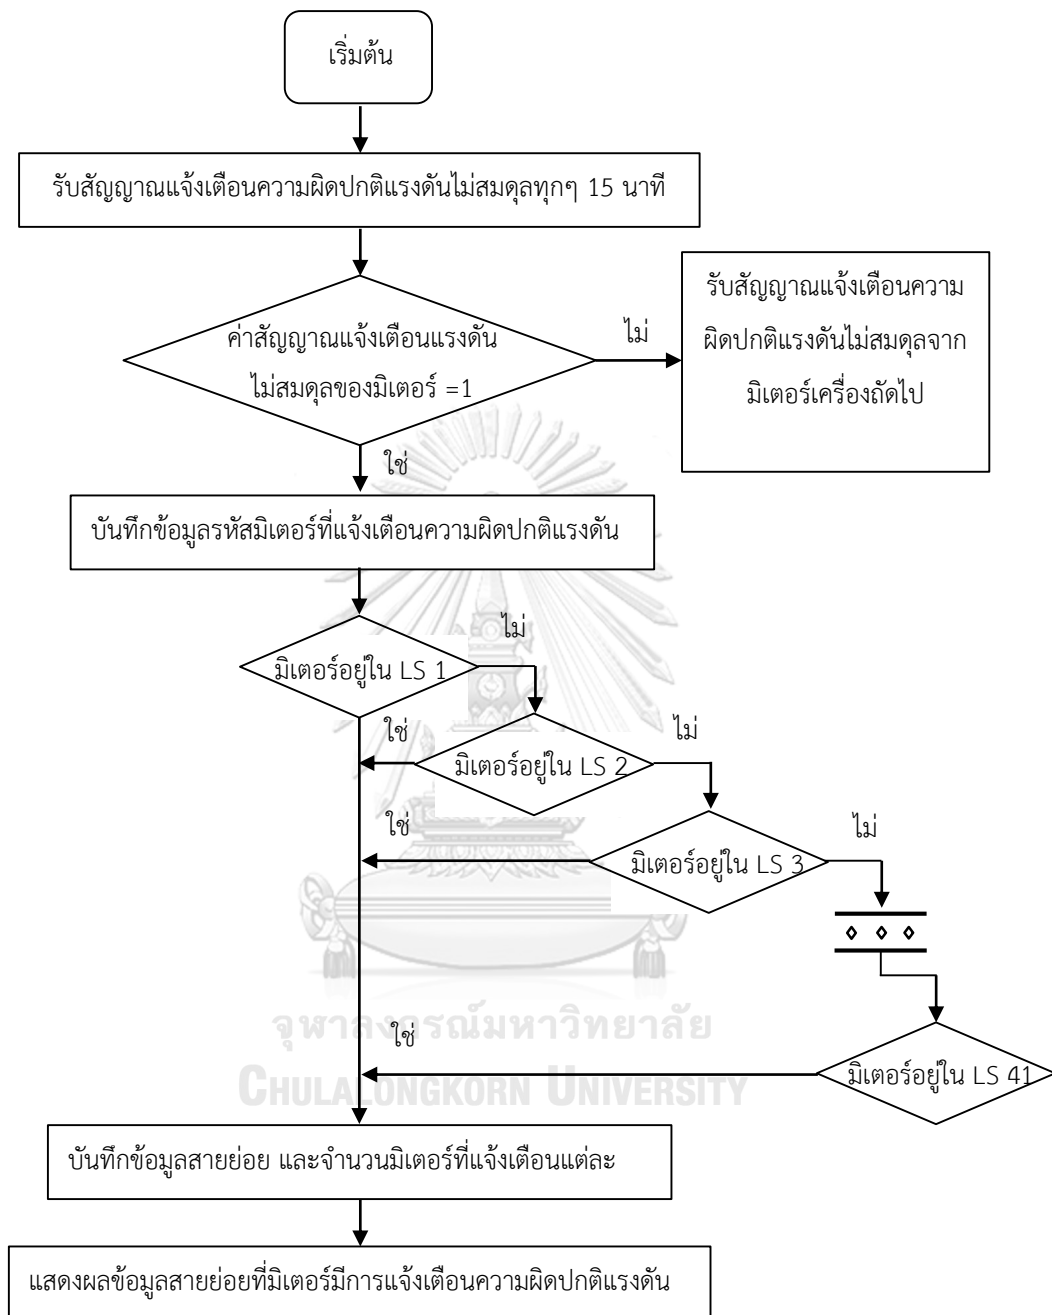 เริ่มต้น
รับสัญญาณแจ้งเตือนความผิดปกติแรงดันไม่สมดุลทุกๆ 15 นาที
ค่าสัญญาณแจ้งเตือนแรงดัน
ไม่สมดุลของมิเตอร์ =1
ไม่
รับสัญญาณแจ้งเตือนความ
ผิดปกติแรงดันไม่สมดุลจาก
มิเตอร์เครื่องถัดไป
ใช่
บันทึกข้อมูลรหัสมิเตอร์ที่แจ้งเตือนความผิดปกติแรงดัน
มิเตอร์อยู่ใน LS 1
ไม่
ใช่
มิเตอร์อยู่ใน LS 2
ไม่
ใช่
มิเตอร์อยู่ใน LS 3
ไม่
จุฬาลงกรณ์มหาวิทยาลัย
CHULALONGKORN UNIVERSITY
ใช่
มิเตอร์อยู่ใน LS 41
บันทึกข้อมูลสายย่อย และจำนวนมิเตอร์ที่แจ้งเตือนแต่ละ
แสดงผลข้อมูลสายย่อยที่มิเตอร์มีการแจ้งเตือนความผิดปกติแรงดัน